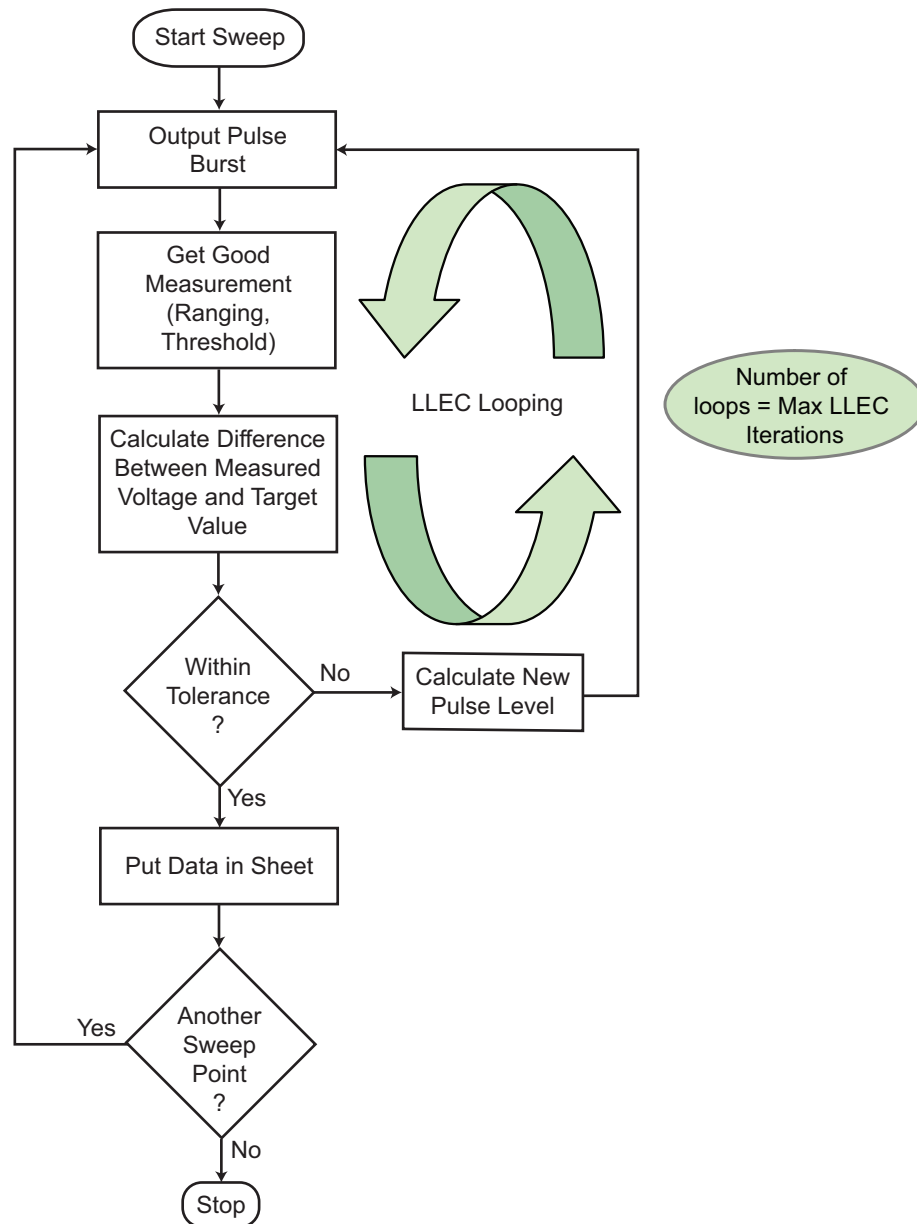 Start Sweep
Output Pulse
Burst
Get Good
Measurement
(Ranging,
Threshold)
LLEC Looping
Number of
loops = Max LLEC
Iterations
Calculate Difference
Between Measured
Voltage and Target
Value
Within
Tolerance
?
No
Calculate New
Pulse Level
Yes
Put Data in Sheet
Another
Sweep
Point
?
Yes
No
Stop